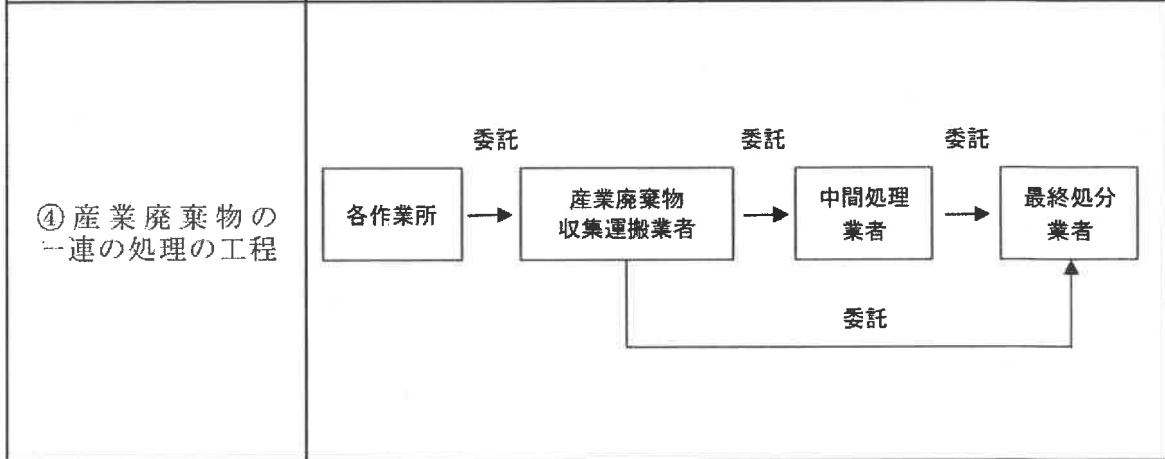 ④産業廃棄物の
一連の処理の工程
委託
委託
委託
各作業所
産業廃棄物
収集運搬業者
中間処理
業者
最終処分
業者
委託